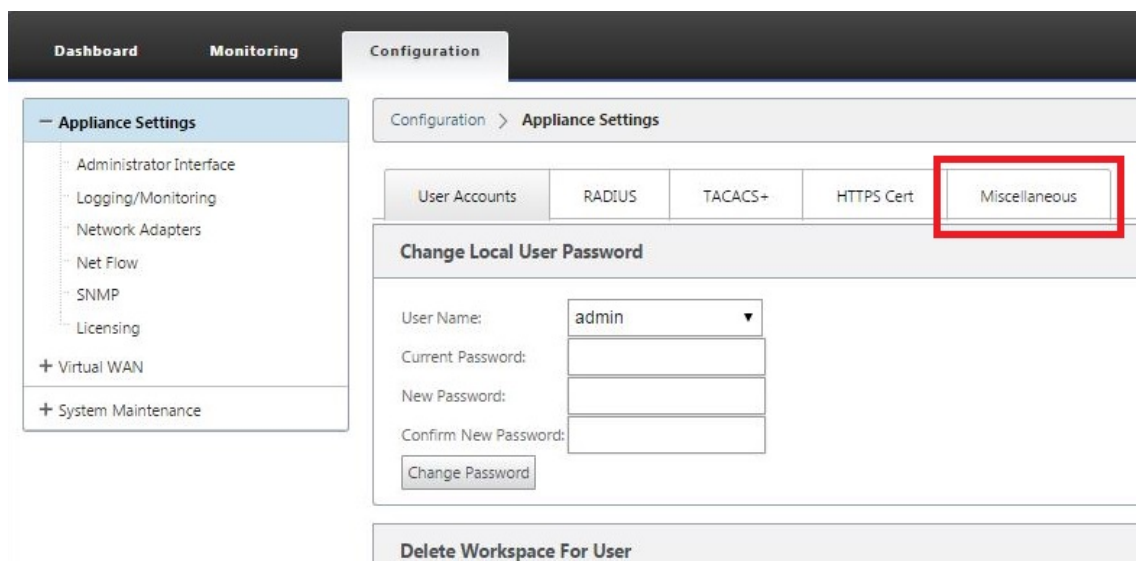 Dashboard Monitoring Configuration
— Appliance Settings
Administrator Interface
Logging/Monitoring
Network Adapters
Net Flow
SNMP
Licensing
+ Virtual WAN
+ System Maintenance
Configuration > Appliance Settings
User Accounts RADIUS TACACS+ HTTPS Cert Miscellaneous
Change Local User Password
User Name: admin
Current Password:
New Password:
Confirm New Password:
Change Password
Delete Workspace For User